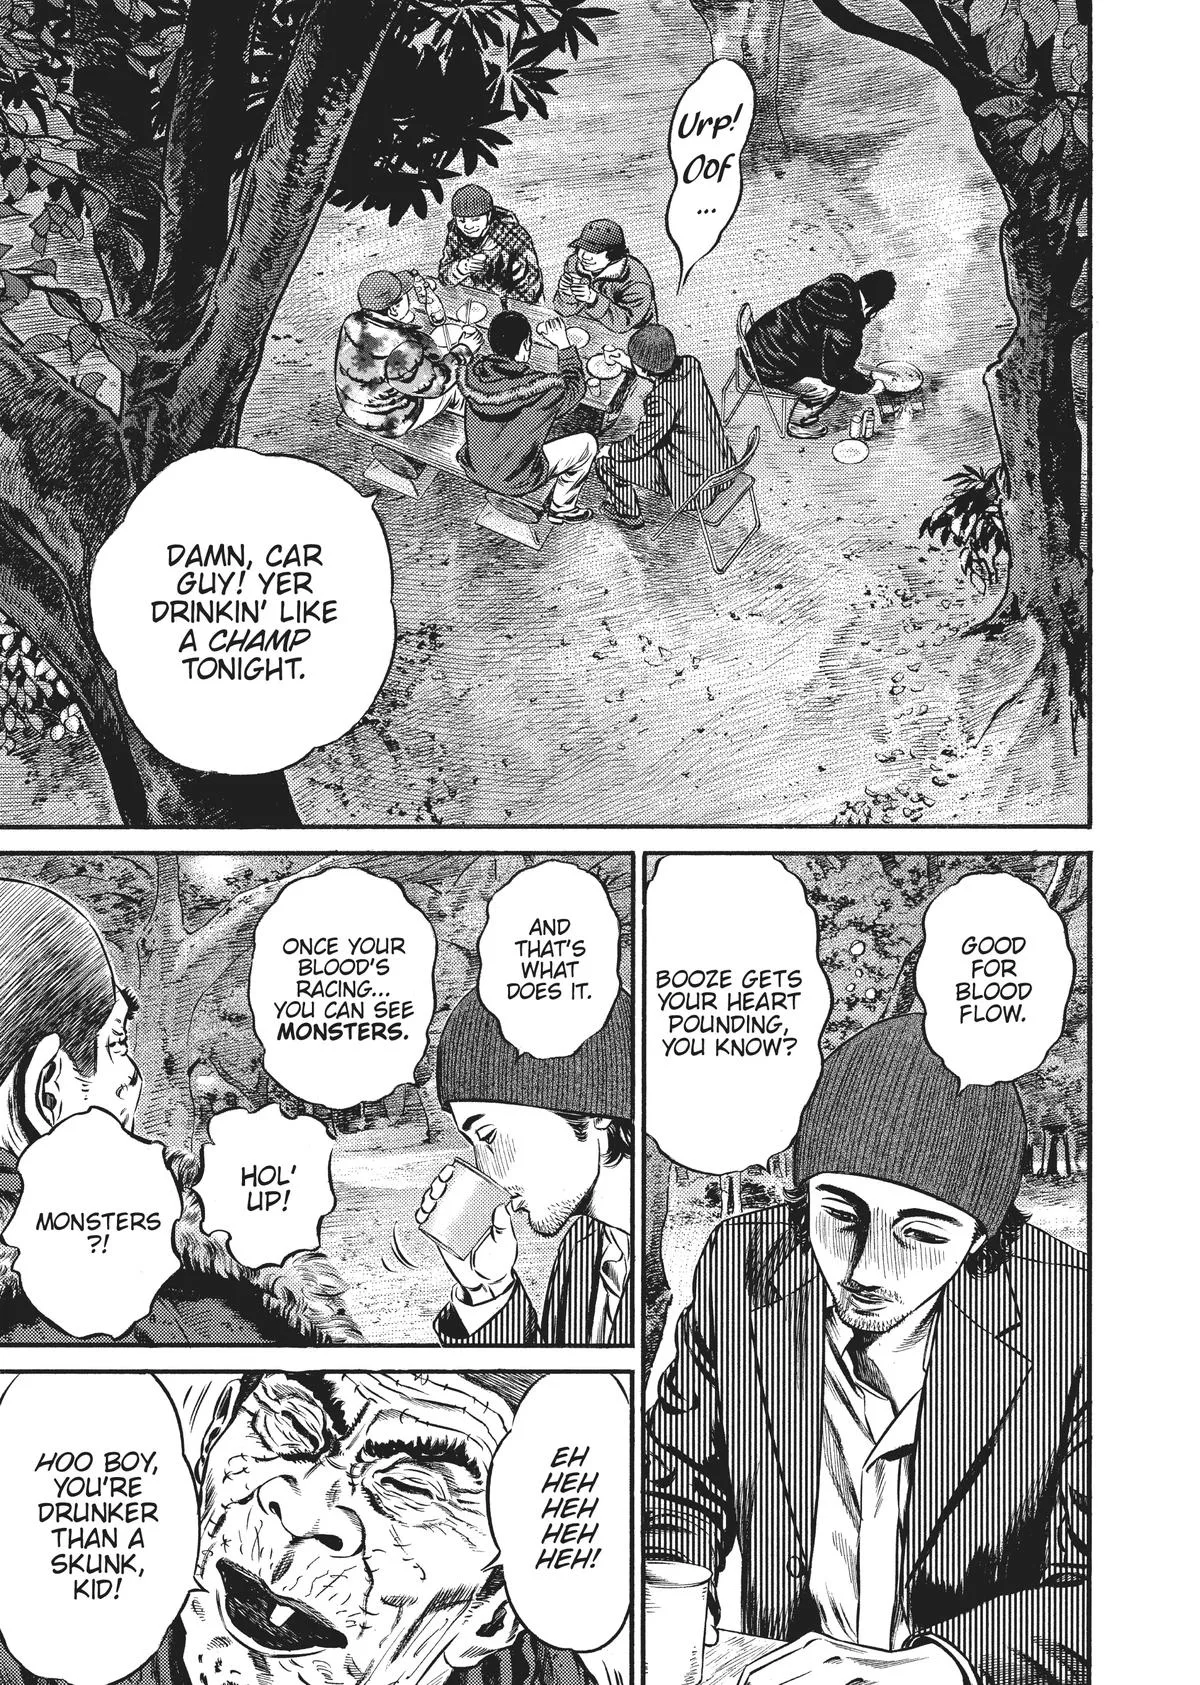 Urp!
Oof
...
DAMN, CAR
GUY! YER
DRINKIN' LIKE
A CHAMP
TONIGHT.
GOOD
FOR
BLOOD
FLOW.
BOOZE GETS
YOUR HEART
POUNDING,
YOU KNOW?
AND
THAT'S
WHAT
DOES IT.
ONCE YOUR
BLOOD'S
RACING...
YOU CAN SEE
MONSTERS.
HOL'
UP!
MONSTERS
?!
EH
HEH
HEH
HEH
HEH!
HOO BOY,
YOU'RE
DRUNKER
THAN A
SKUNK,
KID!